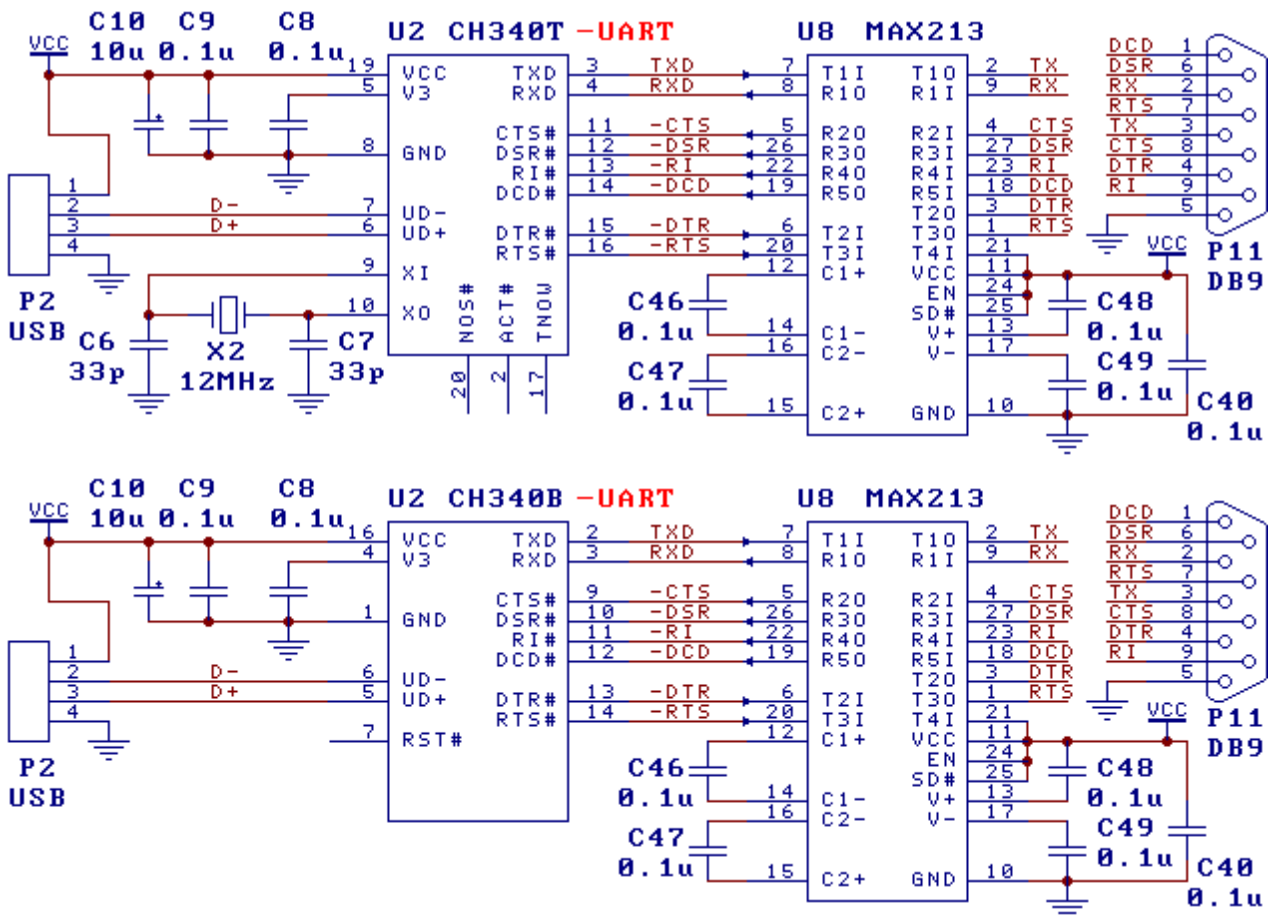 C10 C9 C8 U2 CH340T -UART U8 MAX213
VCC 10u 0.1u 0.1u
19 VCC TXD 3 TXD 7 T1I T1O 2 TX DCD 1
5 V3 RXD 4 RXD 8 R1O R1I 9 RX DSR 6
RX 2
RTS 7
CTS# 11 -CTS 5 R2O R2I 4 CTS TX 3
8 GND DSR# 12 -DSR 26 R3O R3I 27 DSR CTS 8
RI# 13 -RI 22 R4O R4I 23 RI DTR 4
1 DCD# 14 -DCD 19 R5O R5I 18 DCD RI 9
2 D- 7 UD- T2O 3 DTR 5
3 D+ 6 UD+ DTR# 15 -DTR 6 T2I T3O 1 RTS
4 RTS# 16 -RTS 20 T3I T4I 21 VCC P11
9 XI 12 C1+ VCC 11 DB9
P2 EN 24
USB 10 XO NOS# ACT# TNOW C46 SD# 25 C48
C6 X2 C7 0.1u 14 C1- V+ 13 0.1u
33p 12MHz 33p 16 C2- V- 17 C49
20 2 17 C47 0.1u
0.1u 15 C2+ GND 10 C40
0.1u
C10 C9 C8 U2 CH340B -UART U8 MAX213
VCC 10u 0.1u 0.1u
16 VCC TXD 2 TXD 7 T1I T1O 2 TX DCD 1
4 V3 RXD 3 RXD 8 R1O R1I 9 RX DSR 6
RX 2
RTS 7
CTS# 9 -CTS 5 R2O R2I 4 CTS TX 3
1 GND DSR# 10 -DSR 26 R3O R3I 27 DSR CTS 8
RI# 11 -RI 22 R4O R4I 23 RI DTR 4
1 DCD# 12 -DCD 19 R5O R5I 18 DCD RI 9
2 D- 6 UD- T2O 3 DTR 5
3 D+ 5 UD+ DTR# 13 -DTR 6 T2I T3O 1 RTS
4 RTS# 14 -RTS 20 T3I T4I 21 VCC P11
7 RST# 12 C1+ VCC 11 DB9
P2 EN 24
USB C46 SD# 25 C48
0.1u 14 C1- V+ 13 0.1u
16 C2- V- 17 C49
C47 0.1u
0.1u 15 C2+ GND 10 C40
0.1u